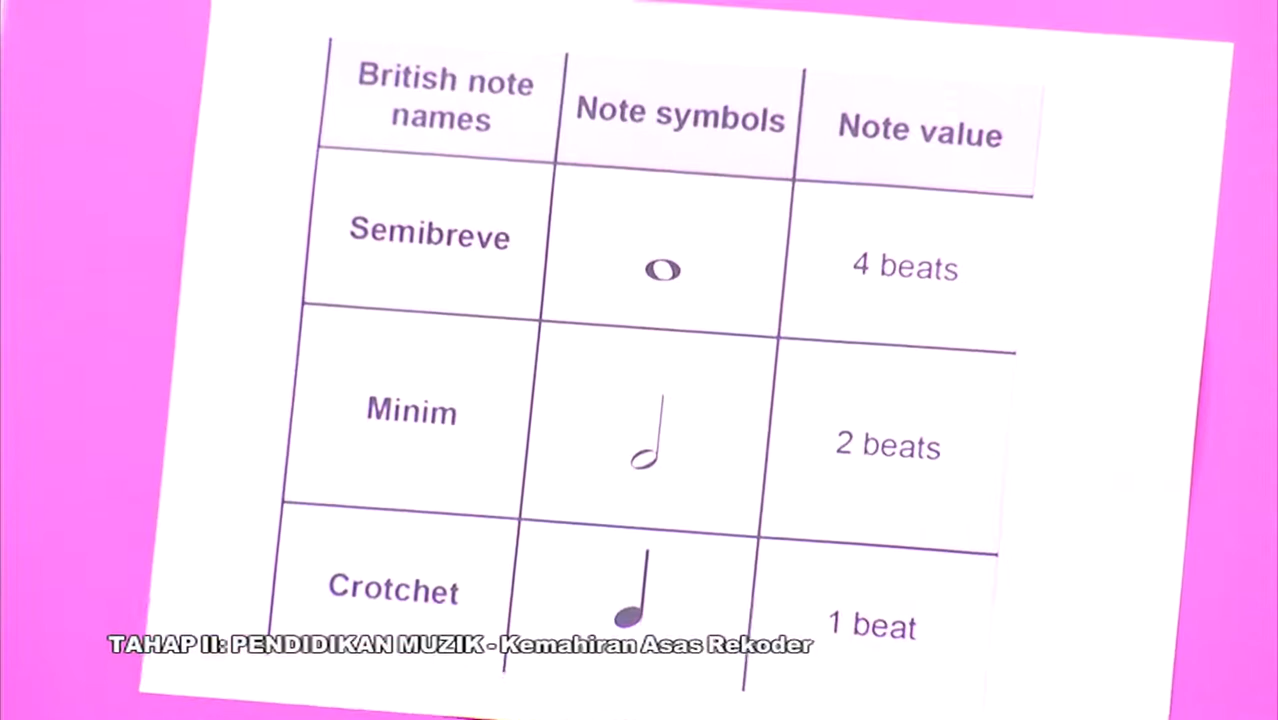 British note
names
Note symbols
Note value
Semibreve
4 beats
Minim
2 beats
Crotchet
1 beat
TAHAP II: PENDIDIKAN MUZIK - Kemahiran Asas Rekoder